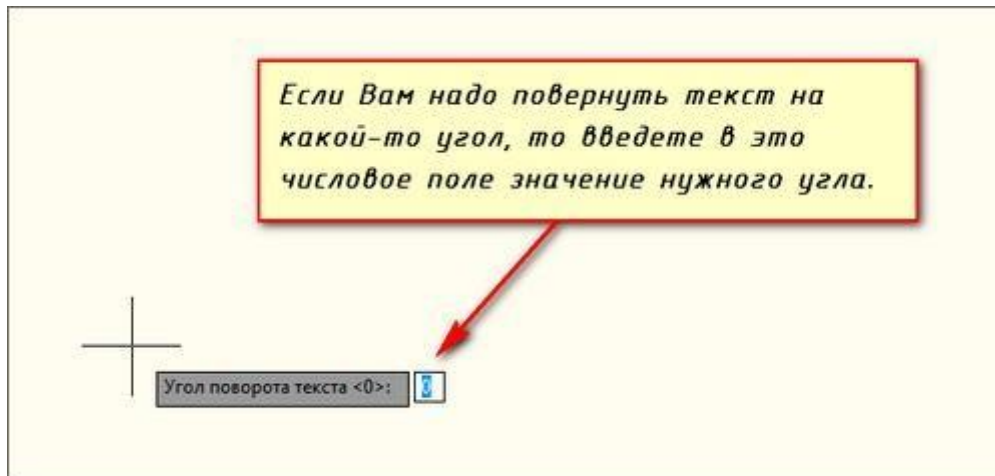 Если Вам надо повернуть текст на
какой-то угол, то введете в это
числовое поле значение нужного угла.
Угол поворота текста <0>: 0